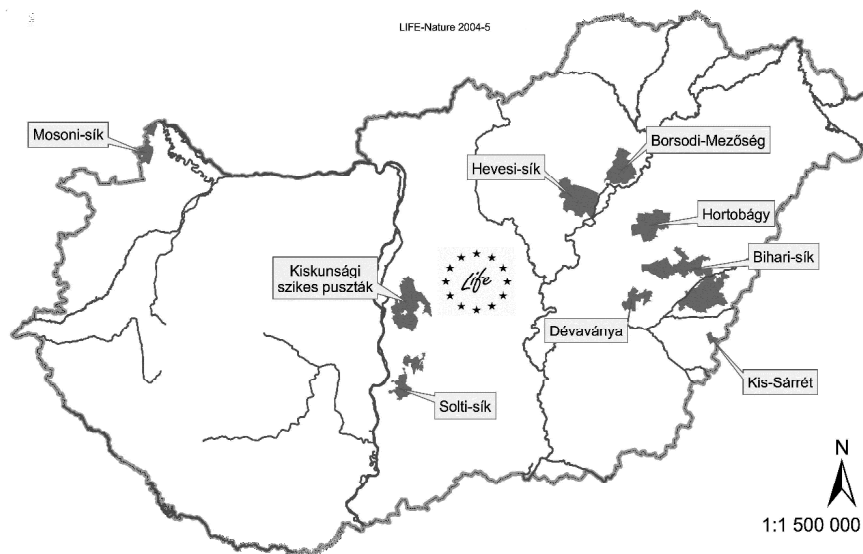 LIFE-Nature 2004-5
Mosoni-sík
Borsodi-Mezőség
Hevesi-sík
Hortobágy
Bihari-sík
Kiskunsági
szikes puszták
Life
Dévaványa
Kis-Sárrét
Solti-sík
N
1:1 500 000